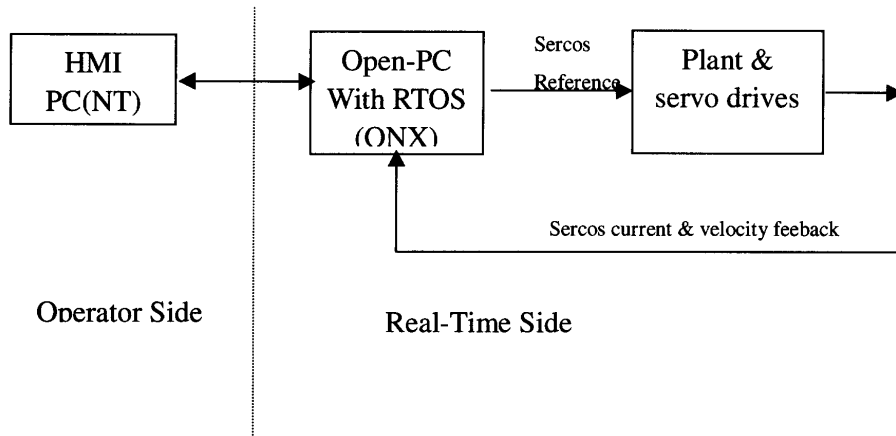 HMI
PC(NT)
Open-PC
With RTOS
(QNX)
Sercos
Reference
Plant &
servo drives
Sercos current & velocity feeback
Operator Side
Real-Time Side